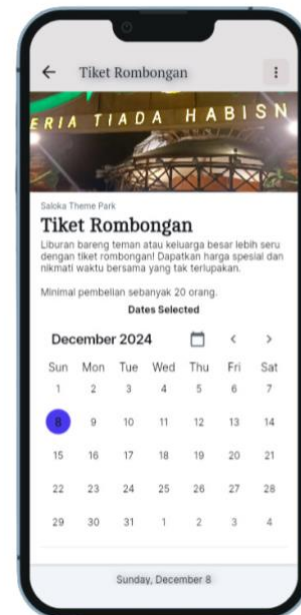 Tiket Rombongan
ERIA TIADA HABISN
Saloka Theme Park
Tiket Rombongan
Liburan bareng teman atau keluarga besar lebih seru
dengan tiket rombongan! Dapatkan harga spesial dan
nikmati waktu bersama yang tak terlupakan.
Minimal pembelian sebanyak 20 orang.
Dates Selected
December 2024
Sun Mon Tue Wed Thu Fri Sat
1 2 3 4 5 6 7
8 9 10 11 12 13 14
15 16 17 18 19 20 21
22 23 24 25 26 27 28
29 30 31 1 2 3 4
Sunday, December 8